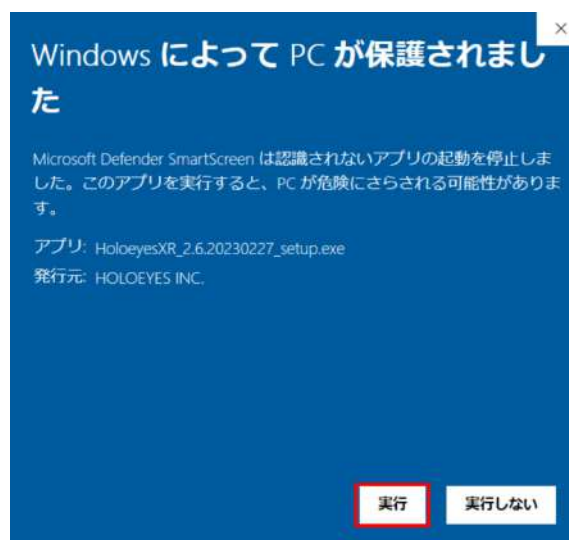 Windows によって PC が保護されまし
た
Microsoft Defender SmartScreen は認識されないアプリの起動を停止しま
した。このアプリを実行すると、PC が危険にさらされる可能性がありま
す。
アプリ: HoloeyesXR_2.6.20230227_setup.exe
発行元: HOLOEYES INC.
実行 実行しない